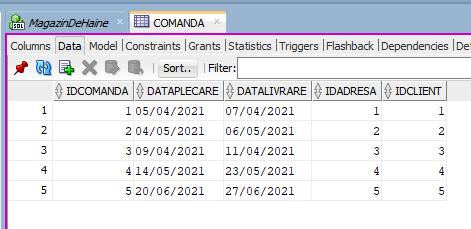 SQL MagazinDeHaine × COMANDA ×
Columns Data Model Constraints Grants Statistics Triggers Flashback Dependencies De
Sort.. Filter:
IDCOMANDA DATAPLECARE DATALIVRARE IDADRESA IDCLIENT
1 1 05/04/2021 07/04/2021 1 1
2 2 04/05/2021 06/05/2021 2 2
3 3 09/04/2021 11/04/2021 3 3
4 4 14/05/2021 23/05/2021 4 4
5 5 20/06/2021 27/06/2021 5 5